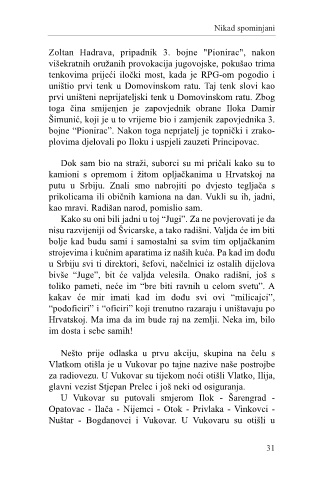 Nikad spominjani
Zoltan Hadrava, pripadnik 3. bojne "Pionirac", nakon
višekratnih oružanih provokacija jugovojske, pokušao trima
tenkovima prijeći iločki most, kada je RPG-om pogodio i
uništio prvi tenk u Domovinskom ratu. Taj tenk slovi kao
prvi uništeni neprijateljski tenk u Domovinskom ratu. Zbog
toga čina smijenjen je zapovjednik obrane Iloka Damir
Šimunić, koji je u to vrijeme bio i zamjenik zapovjednika 3.
bojne “Pionirac”. Nakon toga neprjatelj je topnički i zrako-
plovima djelovali po Iloku i uspjeli zauzeti Principovac.
Dok sam bio na straži, suborci su mi pričali kako su to
kamioni s opremom i žitom opljačkanima u Hrvatskoj na
putu u Srbiju. Znali smo nabrojiti po dvjesto tegljača s
prikolicama ili običnih kamiona na dan. Vukli su ih, jadni,
kao mravi. Radišan narod, pomislio sam.
Kako su oni bili jadni u toj “Jugi”. Za ne povjerovati je da
nisu razvijeniji od Švicarske, a tako radišni. Valjda će im biti
bolje kad budu sami i samostalni sa svim tim opljačkanim
strojevima i kućnim aparatima iz naših kuća. Pa kad im dođu
u Srbiju svi ti direktori, šefovi, načelnici iz ostalih dijelova
bivše “Juge”, bit će valjda velesila. Onako radišni, još s
toliko pameti, neće im “bre biti ravnih u celom svetu”. A
kakav će mir imati kad im dođu svi ovi “milicajci”,
“podoficiri” i “oficiri” koji trenutno razaraju i uništavaju po
Hrvatskoj. Ma ima da im bude raj na zemlji. Neka im, bilo
im dosta i sebe samih!
Nešto prije odlaska u prvu akciju, skupina na čelu s
Vlatkom otišla je u Vukovar po tajne nazive naše postrojbe
za radiovezu. U Vukovar su tijekom noći otišli Vlatko, Ilija,
glavni vezist Stjepan Prelec i još neki od osiguranja.
U Vukovar su putovali smjerom Ilok - Šarengrad -
Opatovac - Ilača - Nijemci - Otok - Privlaka - Vinkovci -
Nuštar - Bogdanovci i Vukovar. U Vukovaru su otišli u
31